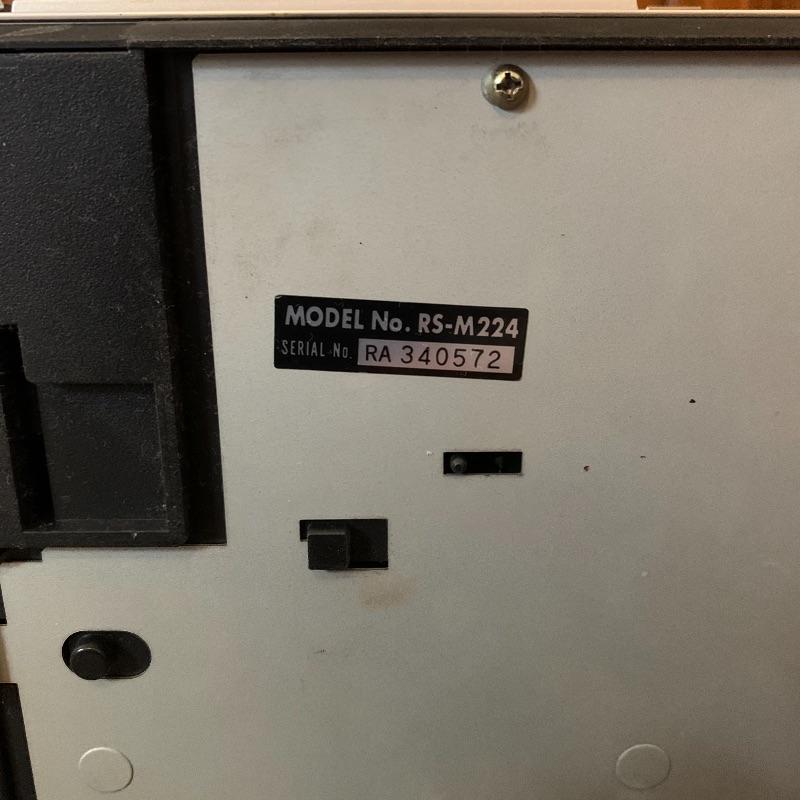 MODEL No. RS-M224
SERIAL No. RA 340572